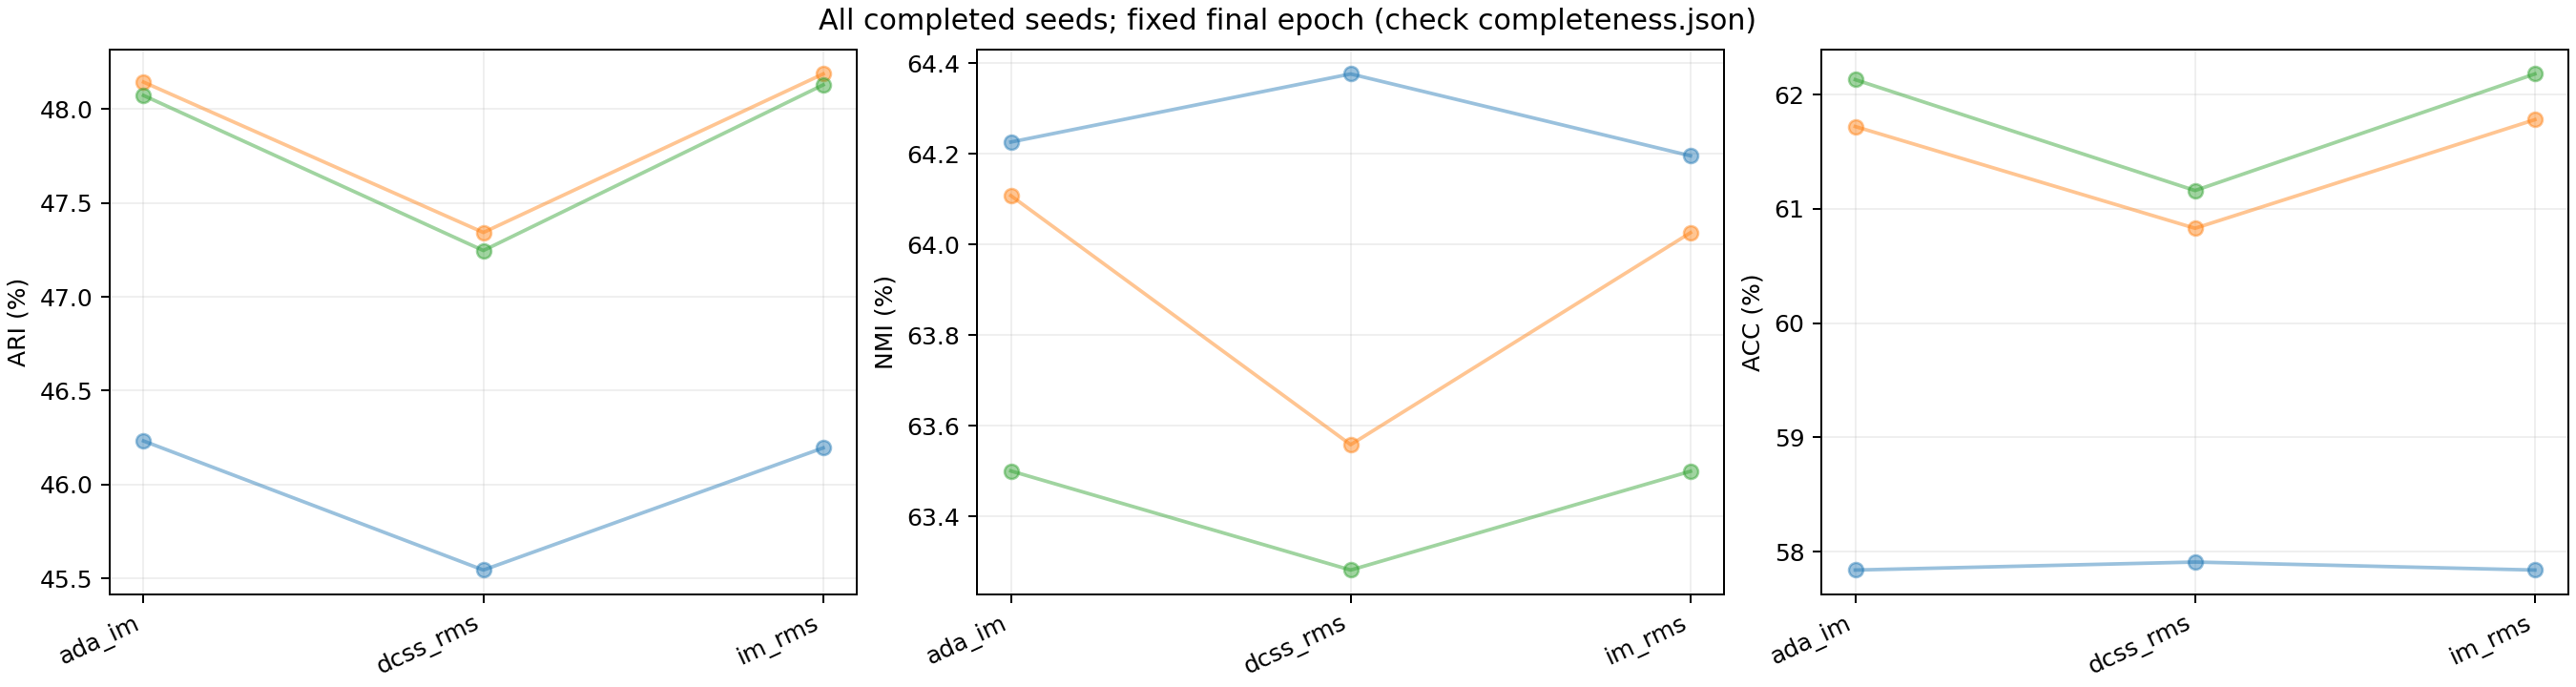 All completed seeds; fixed final epoch (check completeness.json)
ARI (%)
48.0
47.5
47.0
46.5
46.0
45.5
ada_im
dcss_rms
im_rms
NMI (%)
64.4
64.2
64.0
63.8
63.6
63.4
ada_im
dcss_rms
im_rms
ACC (%)
62
61
60
59
58
ada_im
dcss_rms
im_rms